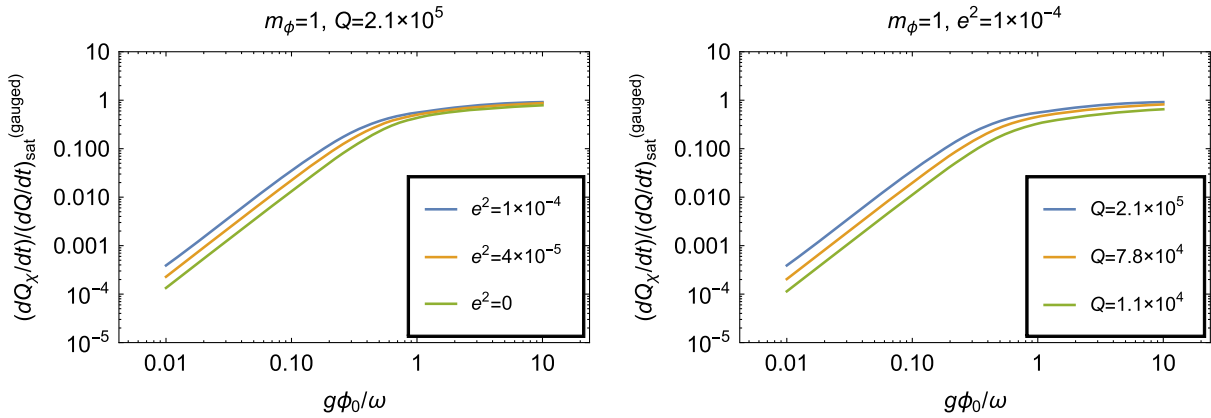 m_ϕ=1, Q=2.1×10^5
(dQ_χ/dt)/(dQ/dt)_sat^(gauged)
10
1
0.100
0.010
0.001
10^-4
10^-5
e^2=1×10^-4
e^2=4×10^-5
e^2=0
0.01 0.10 1 10
gϕ_0/ω
m_ϕ=1, e^2=1×10^-4
(dQ_χ/dt)/(dQ/dt)_sat^(gauged)
10
1
0.100
0.010
0.001
10^-4
10^-5
Q=2.1×10^5
Q=7.8×10^4
Q=1.1×10^4
0.01 0.10 1 10
gϕ_0/ω